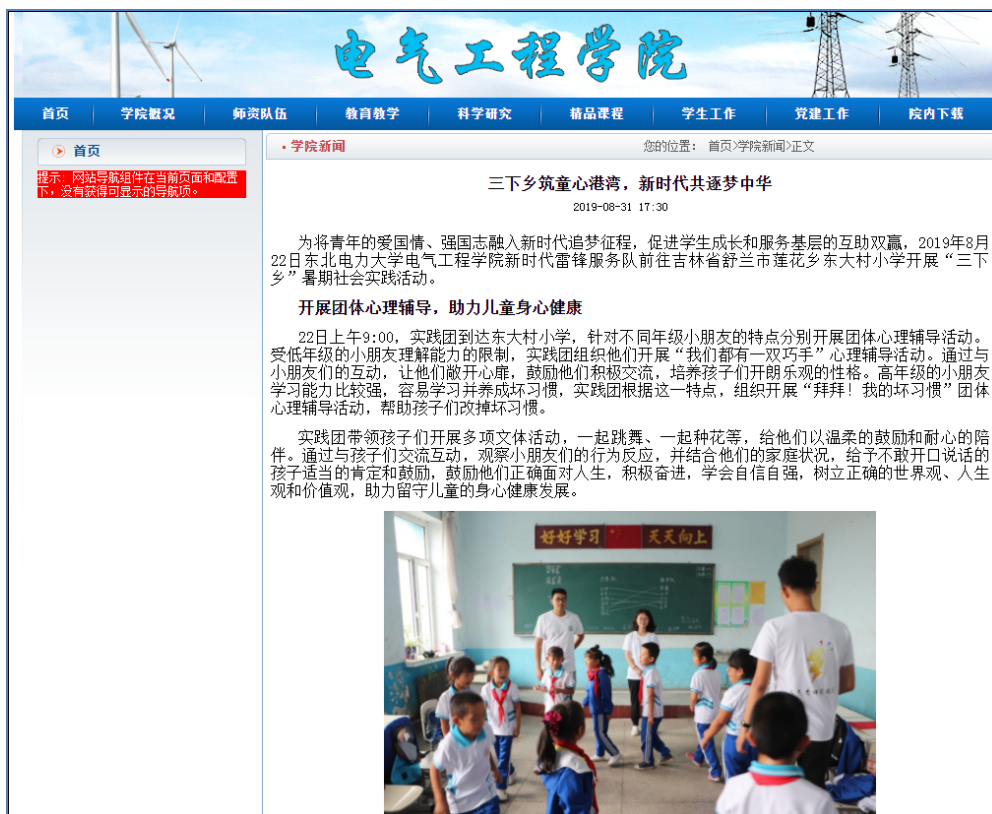 电气工程学院
首页 学院概况 师资队伍 教育教学 科学研究 精品课程 学生工作 党建工作 院内下载
首页
提示：网站导航组件在当前页面和配置
下，没有获得可显示的导航项。
·学院新闻 您的位置： 首页>学院新闻>正文
三下乡筑童心港湾，新时代共逐梦中华
2019-08-31 17:30
为将青年的爱国情、强国志融入新时代追梦征程，促进学生成长和服务基层的互助双赢，2019年8月
22日东北电力大学电气工程学院新时代雷锋服务队前往吉林省舒兰市莲花乡东大村小学开展“三下
乡”暑期社会实践活动。
开展团体心理辅导，助力儿童身心健康
22日上午9:00，实践团到达东大村小学，针对不同年级小朋友的特点分别开展团体心理辅导活动。
受低年级的小朋友理解能力的限制，实践团组织他们开展“我们都有一双巧手”心理辅导活动。通过与
小朋友们的互动，让他们敞开心扉，鼓励他们积极交流，培养孩子们开朗乐观的性格。高年级的小朋友
学习能力比较强，容易学习并养成坏习惯，实践团根据这一特点，组织开展“拜拜！我的坏习惯”团体
心理辅导活动，帮助孩子们改掉坏习惯。
实践团带领孩子们开展多项文体活动，一起跳舞、一起种花等，给他们以温柔的鼓励和耐心的陪
伴。通过与孩子们交流互动，观察小朋友们的行为反应，并结合他们的家庭状况，给予不敢开口说话的
孩子适当的肯定和鼓励，鼓励他们正确面对人生，积极奋进，学会自信自强，树立正确的世界观、人生
观和价值观，助力留守儿童的身心健康发展。
好好学习 天天向上